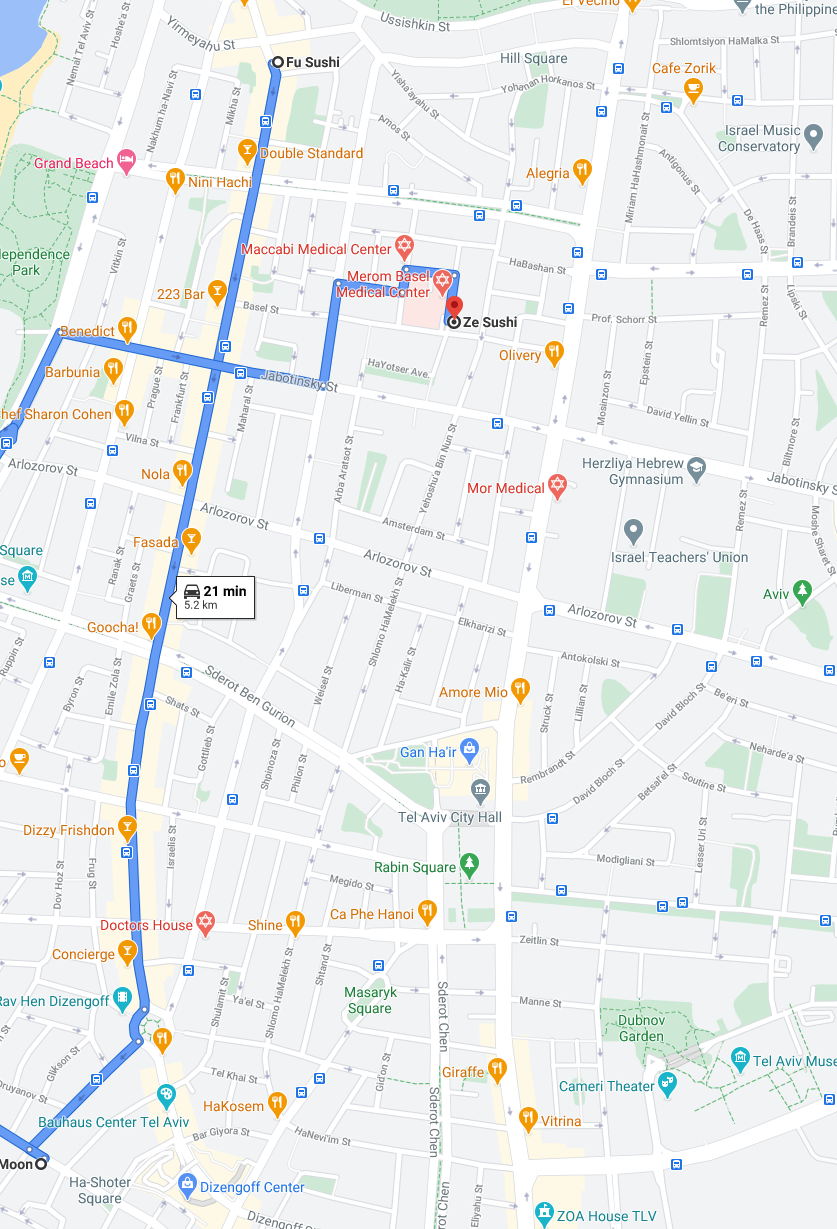 El Vecino
the Philippine
Ussishkin St
Hoshe'a St
Nemal Tel Aviv
Yirmeyahu St
Shlomtsiyon HaMalka St
Fu Sushi
Hill Square
Cafe Zorik
Yohanan Horkanos St
Yisha'ayahu St
Nakhum ha-Navi St
Mikha St
Amos St
Israel Music
Conservatory
Double Standard
Grand Beach
Nini Hachi
Alegria
Antigonus St
Miriam HaHashmonait St
De Haas St
Brandeis St
Vitkin St
Maccabi Medical Center
dependence
Park
HaBashan St
Merom Basel
Medical Center
223 Bar
Basel St
Ze Sushi
Prof. Schorr St
Remez St
Lipski St
Benedict
Olivery
Epstein St
Barbunia
HaYotser Ave.
Jabotinsky St
Prague St
Frankfurt St
Maharal St
Mosinzon St
hef Sharon Cohen
David Yellin St
Vilna St
Yehoshu'a Bin Nun St
Arba Aratsot St
Biltmore St
Arlozorov St
Nola
Herzliya Hebrew
Gymnasium
Jabotinsky S
Mor Medical
Remez St
Moshe Sharet St
Arlozorov St
Amsterdam St
Fasada
Israel Teachers' Union
Square
se
Ranak St
Graets St
Arlozorov St
21 min
5.2 km
Liberman St
Shlomo HaMelekh St
Aviv
Arlozorov St
Goocha!
Elkharizi St
Ruppin St
Ha-Kalir St
Antokolski St
Sderot Ben Gurion
Byron St
Emile Zola St
Weisel St
Amore Mio
Struck St
Lillian St
David Bloch St
Be'eri St
Shats St
Gottlieb St
Shpinoza St
Philon St
Gan Ha'ir
Neharde'a St
o
Rembrandt St
David Bloch St
Betsal'el St
Soutine St
Tel Aviv City Hall
Dizzy Frishdon
Israelis St
Lesser Uri St
Dov Hoz St
Frug St
Rabin Square
Modigliani St
Megido St
Doctors House
Shine
Ca Phe Hanoi
Zeitlin St
Concierge
Shlomo HaMelekh St
Shtand St
Rav Hen Dizengoff
Shulamit St
Ya'el St
Masaryk
Square
Sderot Chen
Manne St
Dubnov
Garden
Glikson St
Tel Khai St
Gid'on St
Giraffe
Tel Aviv Muse
Cameri Theater
Druyanov St
HaKosem
Sderot Chen
Vitrina
Bauhaus Center Tel Aviv
Bar Giyora St
HaNevi'im St
Moon
Ha-Shoter
Square
Dizengoff Center
Eliyahu St
rot Chen
ZOA House TLV
Dizengoff St